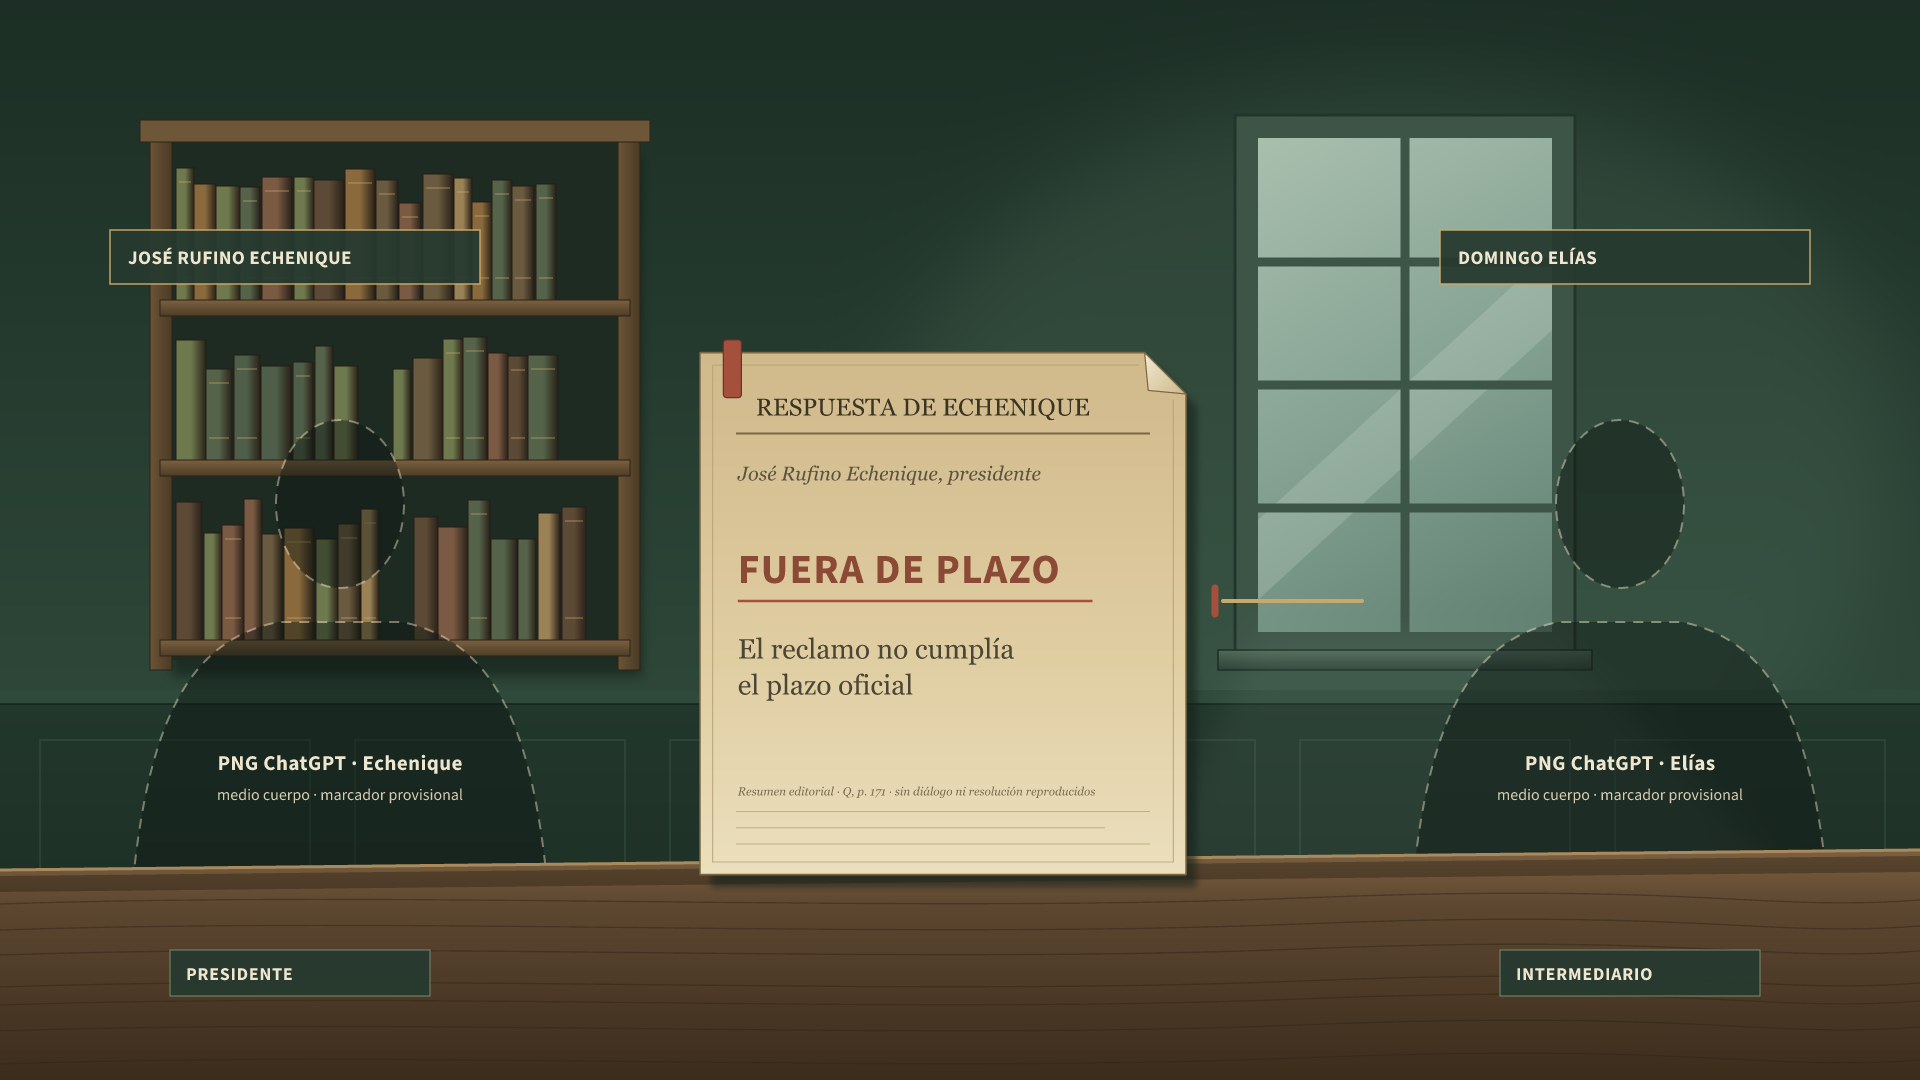 JOSÉ RUFINO ECHENIQUE
DOMINGO ELÍAS
RESPUESTA DE ECHENIQUE
José Rufino Echenique, presidente
FUERA DE PLAZO
El reclamo no cumplía
el plazo oficial
Resumen editorial · Q, p. 171 · sin diálogo ni resolución reproducidos
PNG ChatGPT · Echenique
medio cuerpo · marcador provisional
PNG ChatGPT · Elías
medio cuerpo · marcador provisional
PRESIDENTE
INTERMEDIARIO